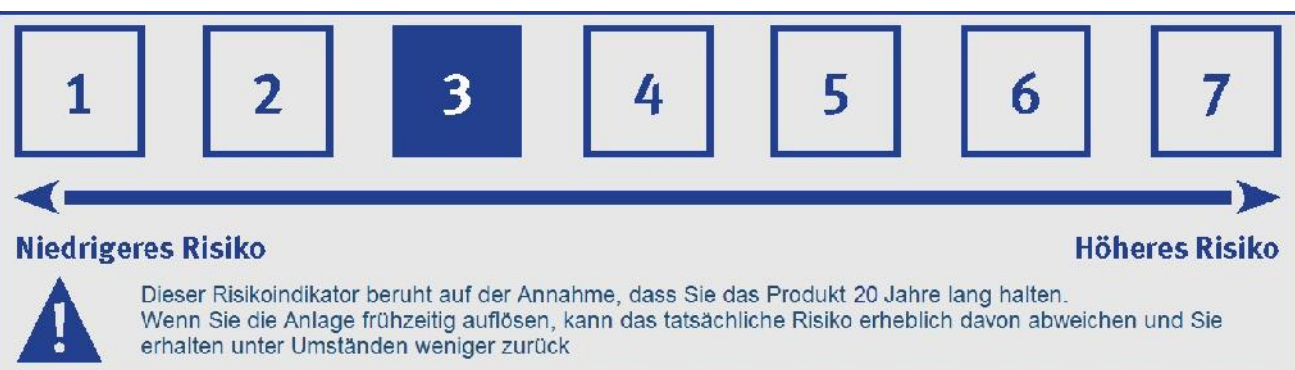 1 2 3 4 5 6 7
Niedrigeres Risiko Höheres Risiko
!
Dieser Risikoindikator beruht auf der Annahme, dass Sie das Produkt 20 Jahre lang halten.
Wenn Sie die Anlage frühzeitig auflösen, kann das tatsächliche Risiko erheblich davon abweichen und Sie
erhalten unter Umständen weniger zurück